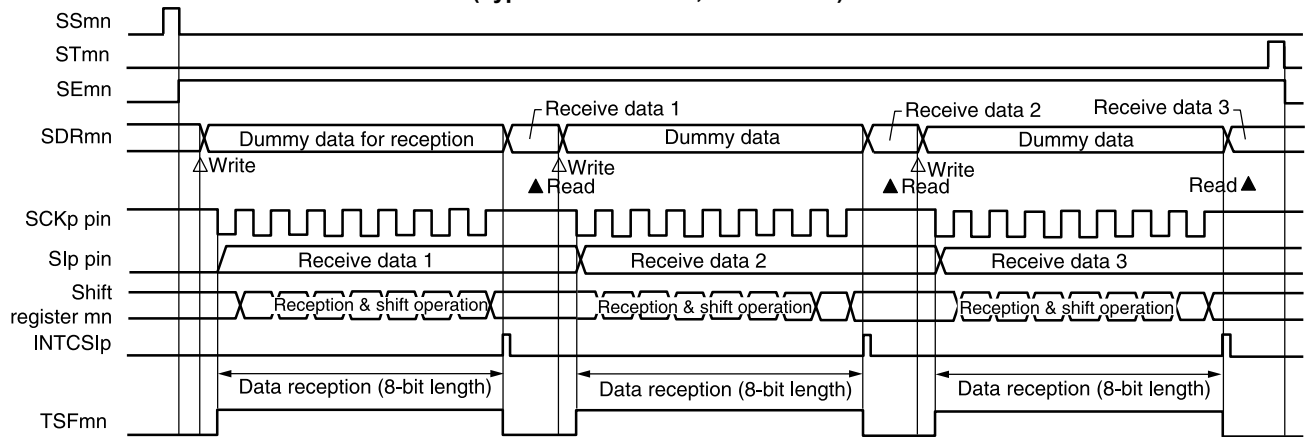 SSmn
STmn
SEmn
Receive data 1
Receive data 2
Receive data 3
SDRmn
Dummy data for reception
Dummy data
Dummy data
△Write
△Write
△Write
▲Read
▲Read
Read▲
SCKp pin
SIp pin
Receive data 1
Receive data 2
Receive data 3
Shift
register mn
Reception & shift operation
Reception & shift operation
Reception & shift operation
INTCSIp
Data reception (8-bit length)
Data reception (8-bit length)
Data reception (8-bit length)
TSFmn